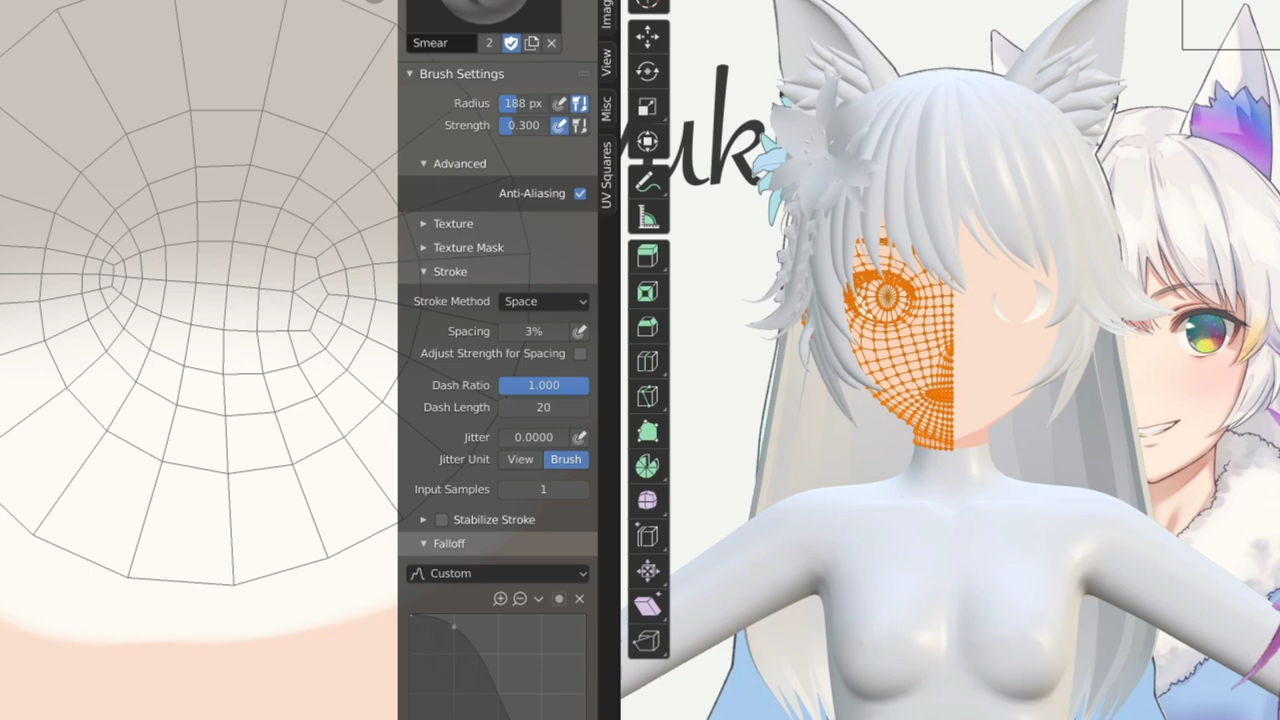 Smear 2
Brush Settings
Radius 188 px
Strength 0.300
Advanced
Anti-Aliasing
Texture
Texture Mask
Stroke
Stroke Method Space
Spacing 3%
Adjust Strength for Spacing
Dash Ratio 1.000
Dash Length 20
Jitter 0.0000
Jitter Unit View Brush
Input Samples 1
Stabilize Stroke
Falloff
Custom
View
Misc
UV Squares